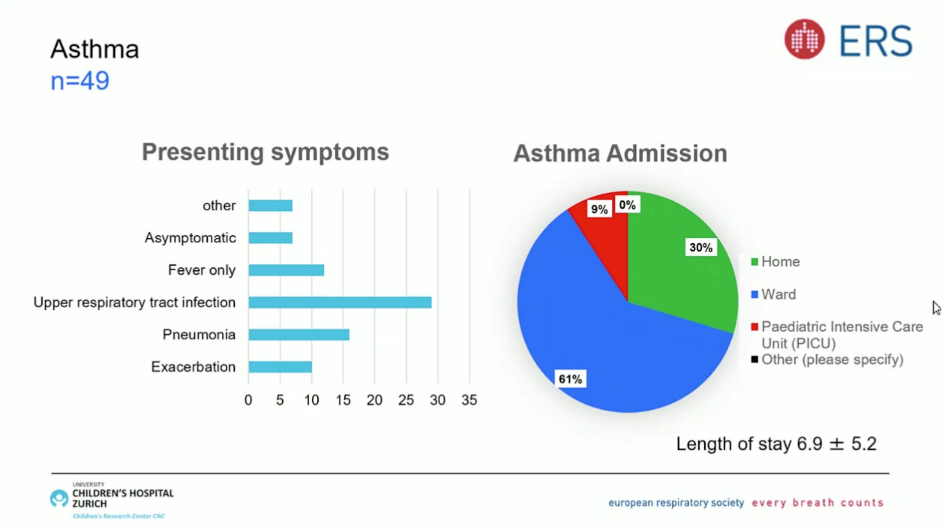 Asthma
n=49
ERS
Presenting symptoms
other
Asymptomatic
Fever only
Upper respiratory tract infection
Pneumonia
Exacerbation
0 5 10 15 20 25 30 35
Asthma Admission
9%
0%
30%
61%
Home
Ward
Paediatric Intensive Care
Unit (PICU)
Other (please specify)
Length of stay 6.9 ± 5.2
UNIVERSITY
CHILDREN'S HOSPITAL
ZURICH
Children's Research Center CRC
european respiratory society every breath counts